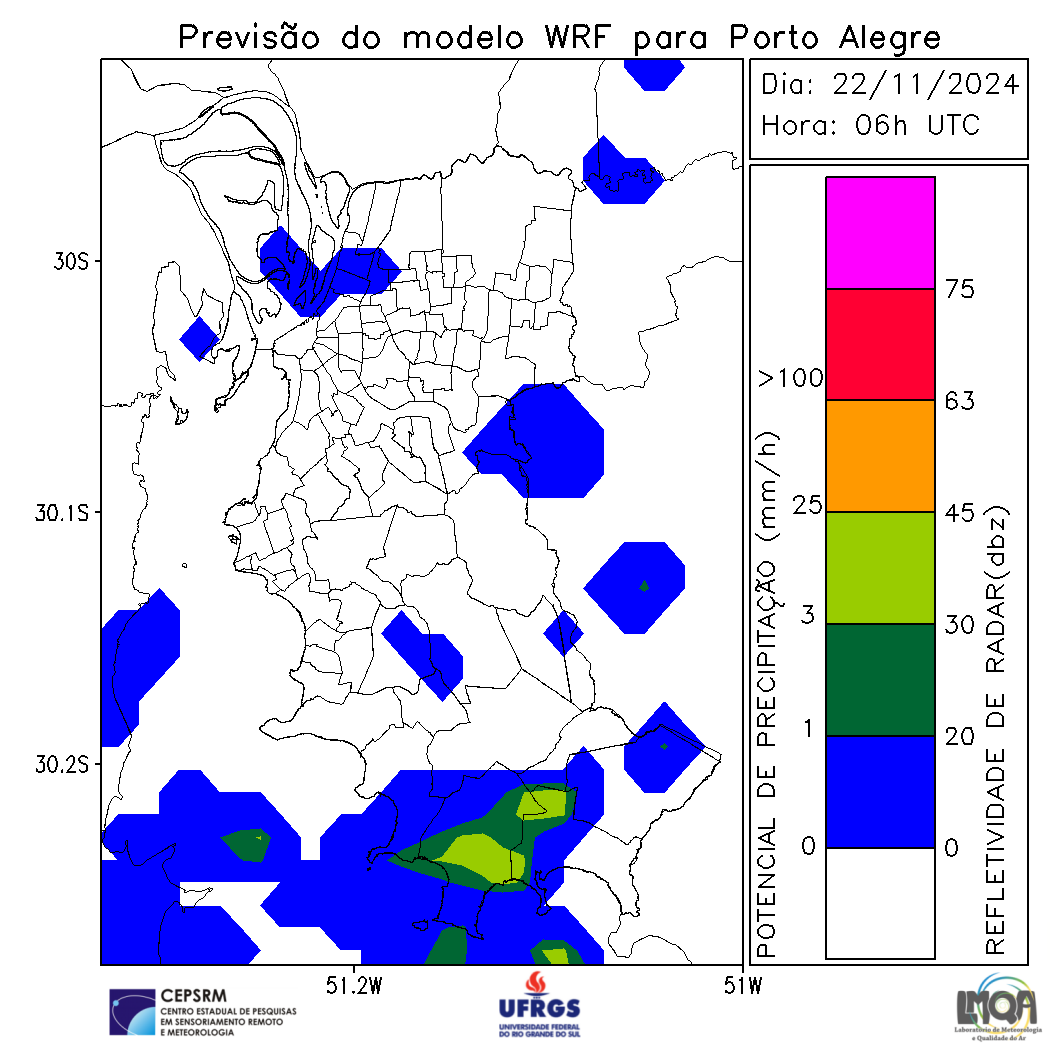 Previsão do modelo WRF para Porto Alegre
Dia: 22/11/2024
Hora: 06h UTC
30S
30.1S
30.2S
51.2W
51W
POTENCIAL DE PRECIPITAÇÃO (mm/h)
>100
25
3
1
0
75
63
45
30
20
0
REFLETIVIDADE DE RADAR(dbz)
CEPSRM
CENTRO ESTADUAL DE PESQUISAS
EM SENSORIAMENTO REMOTO
E METEOROLOGIA
UFRGS
UNIVERSIDADE FEDERAL
DO RIO GRANDE DO SUL
LMQA
Laboratório de Meteorologia
e Qualidade do Ar